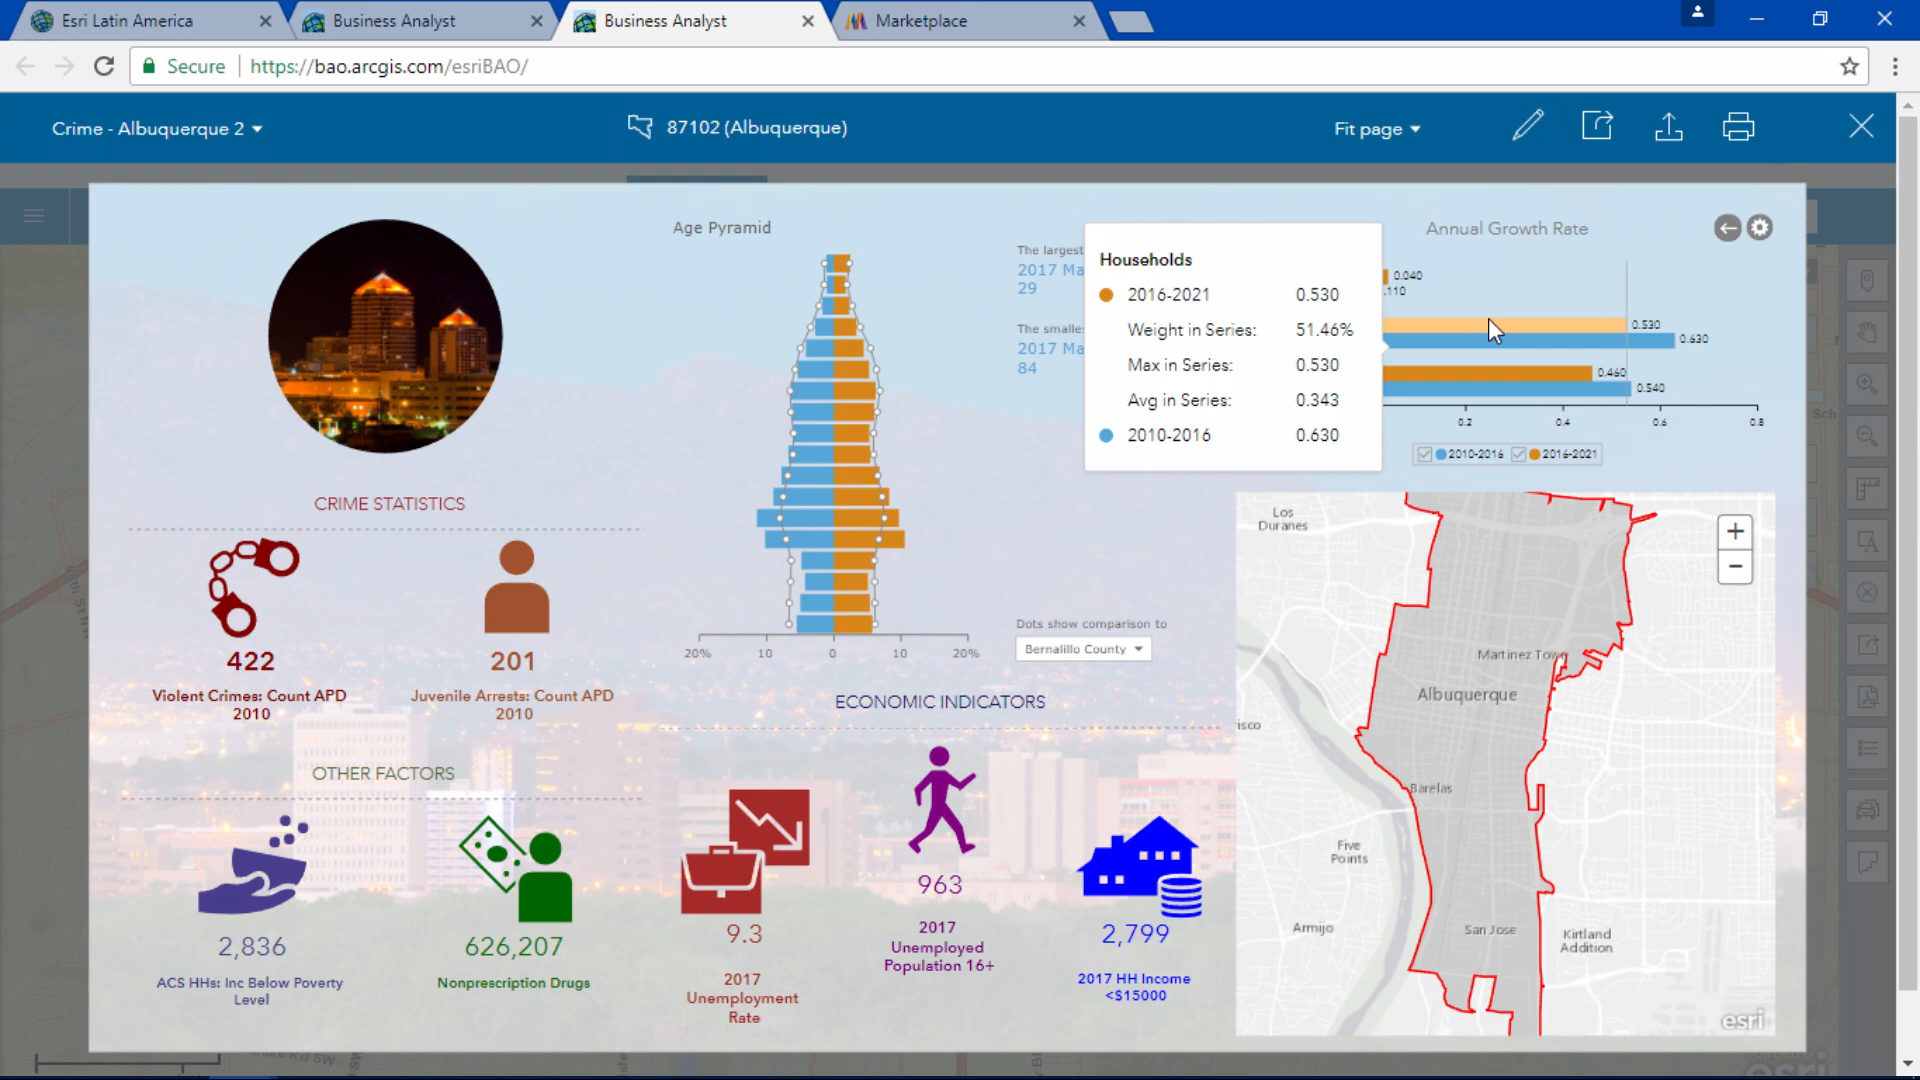 Esri Latin America
Business Analyst
Business Analyst
Marketplace
Secure
https://bao.arcgis.com/esriBAO/
Crime - Albuquerque 2
87102 (Albuquerque)
Fit page
Age Pyramid
The largest
2017 Ma
29
The smalle
2017 Ma
84
Households
2016-2021 0.530
Weight in Series: 51.46%
Max in Series: 0.530
Avg in Series: 0.343
2010-2016 0.630
Annual Growth Rate
0.040
.110
0.530
0.630
0.460
0.540
0.2 0.4 0.6 0.8
2010-2016 2016-2021
20% 10 0 10 20%
Dots show comparison to
Bernalillo County
CRIME STATISTICS
422
Violent Crimes: Count APD
2010
201
Juvenile Arrests: Count APD
2010
OTHER FACTORS
2,836
ACS HHs: Inc Below Poverty
Level
626,207
Nonprescription Drugs
ECONOMIC INDICATORS
9.3
2017
Unemployment
Rate
963
2017
Unemployed
Population 16+
2,799
2017 HH Income
<$15000
Los
Duranes
Martinez Town
Albuquerque
isco
Barelas
Five
Points
Armijo
San Jose
Kirtland
Addition
+
−
esri
Sch
esri